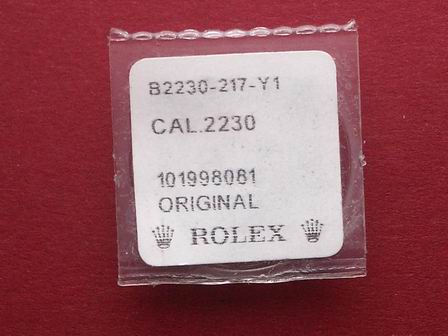 B2230-217-Y1
CAL.2230
101998081
ORIGINAL
ROLEX